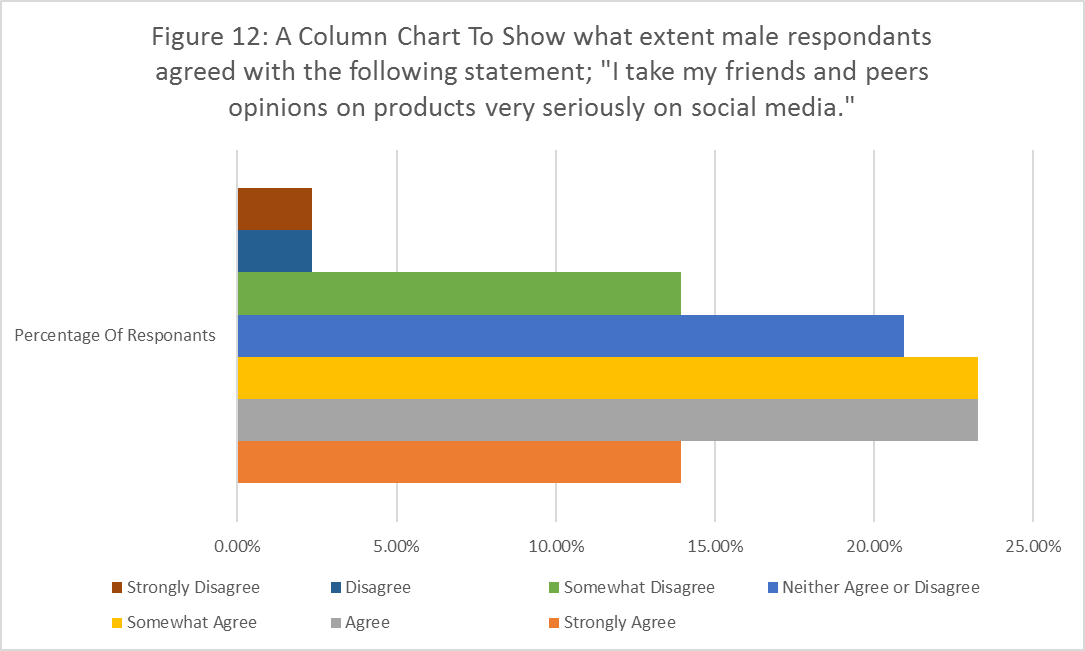 Figure 12: A Column Chart To Show what extent male respondants
agreed with the following statement; "I take my friends and peers
opinions on products very seriously on social media."
Percentage Of Responants
0.00% 5.00% 10.00% 15.00% 20.00% 25.00%
Strongly Disagree Disagree Somewhat Disagree Neither Agree or Disagree
Somewhat Agree Agree Strongly Agree